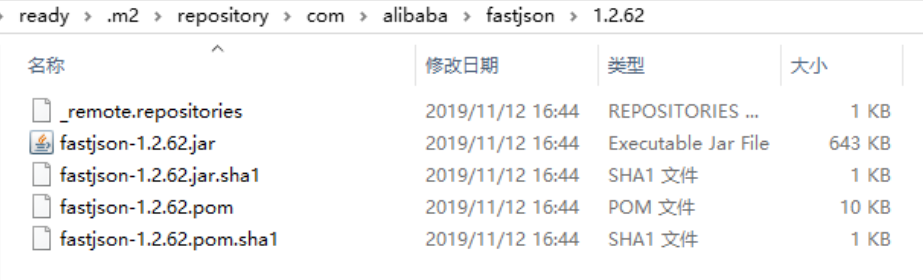 ready > .m2 > repository > com > alibaba > fastjson > 1.2.62
名称 修改日期 类型 大小
_remote.repositories 2019/11/12 16:44 REPOSITORIES ... 1 KB
fastjson-1.2.62.jar 2019/11/12 16:44 Executable Jar File 643 KB
fastjson-1.2.62.jar.sha1 2019/11/12 16:44 SHA1 文件 1 KB
fastjson-1.2.62.pom 2019/11/12 16:44 POM 文件 10 KB
fastjson-1.2.62.pom.sha1 2019/11/12 16:44 SHA1 文件 1 KB